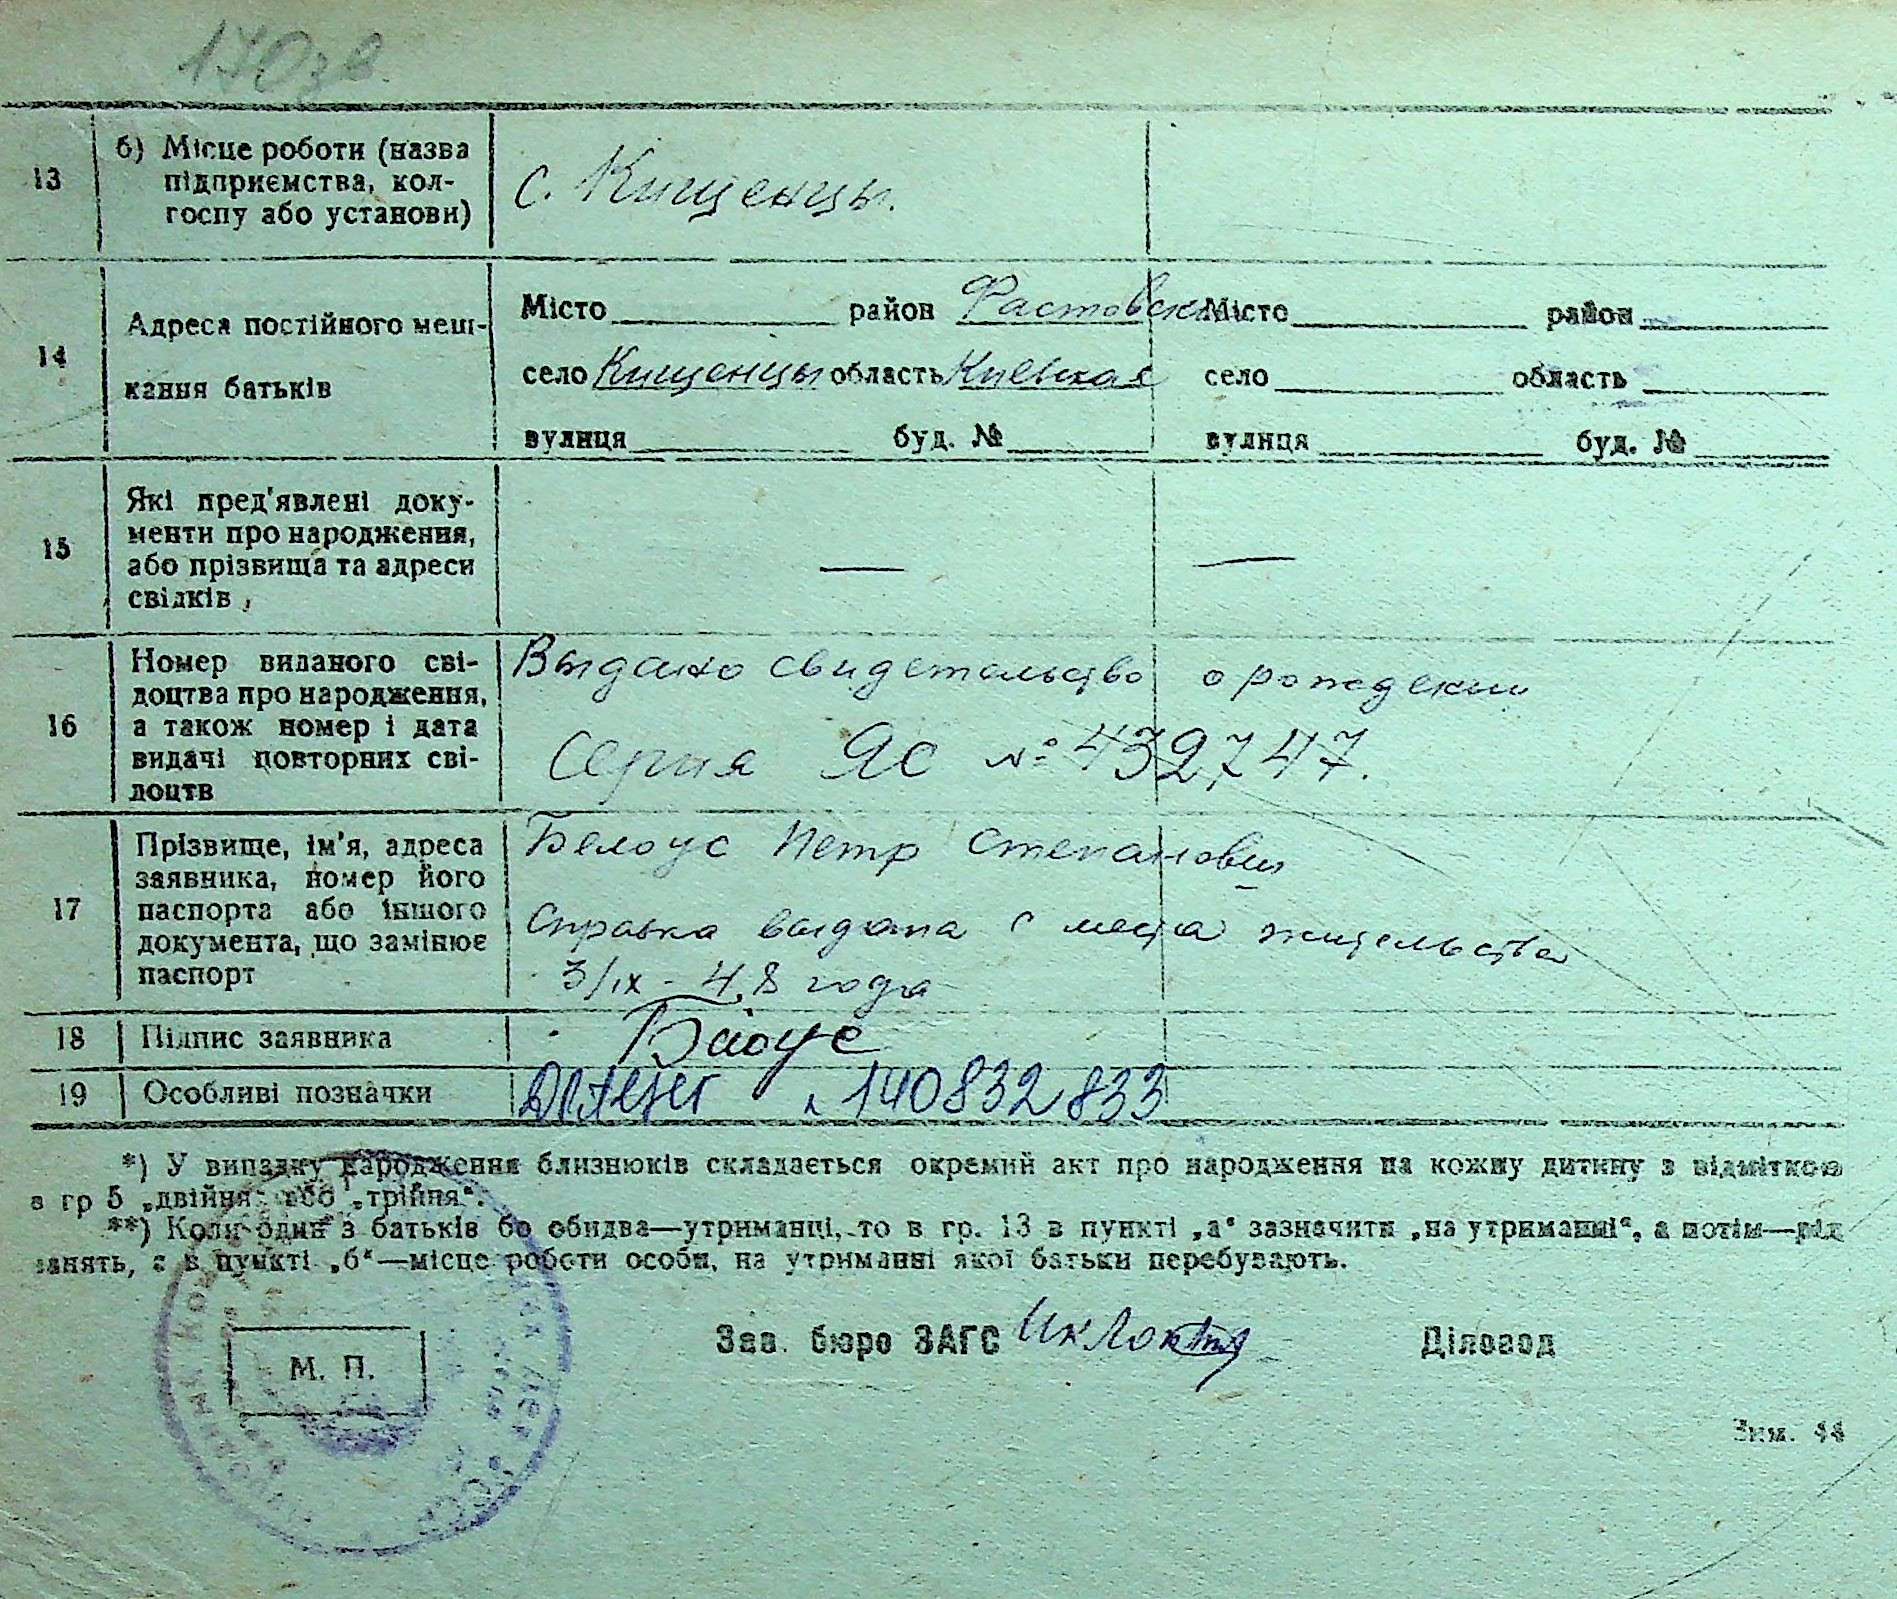 170зв.
13
б) Місце роботи (назва
підприємства, кол-
госпу або установи)
с. Кищенцы.
14
Адреса постійного меш-
кання батьків
Місто район Фастовский Місто район
село Кищенцы область Киевская село область
вулиця буд. № вулиця буд. №
15
Які пред'явлені доку-
менти про народження,
або прізвища та адреси
свідків,
— —
16
Номер виданого сві-
доцтва про народження,
а також номер і дата
видачі повторних сві-
доцтв
Выдано свидетельство о рождении
Серия ЯС № 432747.
17
Прізвище, ім'я, адреса
заявника, номер його
паспорта або іншого
документа, що замінює
паспорт
Белоус Петр Степанович
Справка выдана с места жительства
3/IX - 48 года
18 Підпис заявника
Білоус
19 Особливі позначки
140832833
*) У випадку народження близнюків складається окремий акт про народження на кожну дитину з відміткою
в гр 5 „двійня" або „трійня".
**) Коли один з батьків бо обидва—утриманці, то в гр. 13 в пункті „а" зазначити „на утриманні", а потім—рід
занять, а в пункті „б"—місце роботи особи, на утриманні якої батьки перебувають.
Зав. бюро ЗАГС Діловод
М. П.
Зим. 44